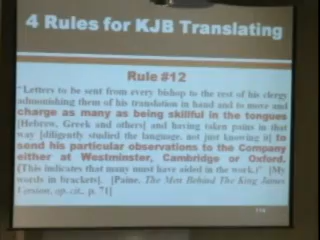 4 Rules for KJB Translating
Rule #12
"Letters to be sent from every bishop to the rest of his clergy
admonishing them of his translation in hand and to move and
charge as many as being skillful in the tongues
[Hebrew, Greek and others] and having taken pains in that
way [diligently studied the language, not just knowing it] to
send his particular observations to the Company
either at Westminster, Cambridge or Oxford.
(This indicates that many must have aided in the work.)" [My
words in brackets]. [Paine, The Men Behind The King James
Version, op. cit., p. 71]